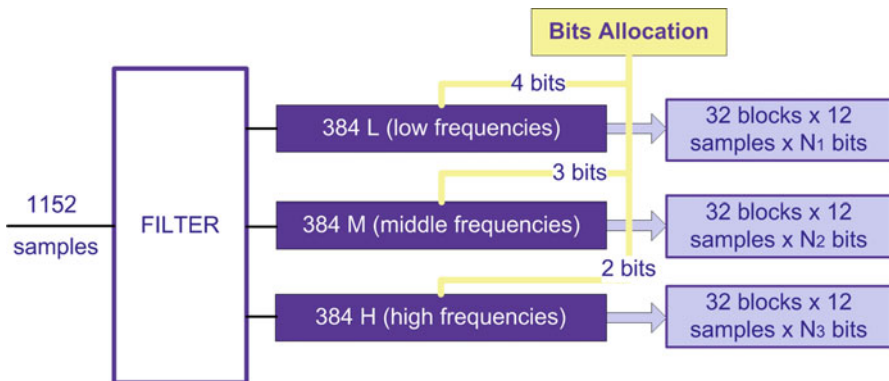 Bits Allocation
4 bits
384 L (low frequencies)
32 blocks x 12
samples x N₁ bits
3 bits
1152
samples
FILTER
384 M (middle frequencies)
32 blocks x 12
samples x N₂ bits
2 bits
384 H (high frequencies)
32 blocks x 12
samples x N₃ bits